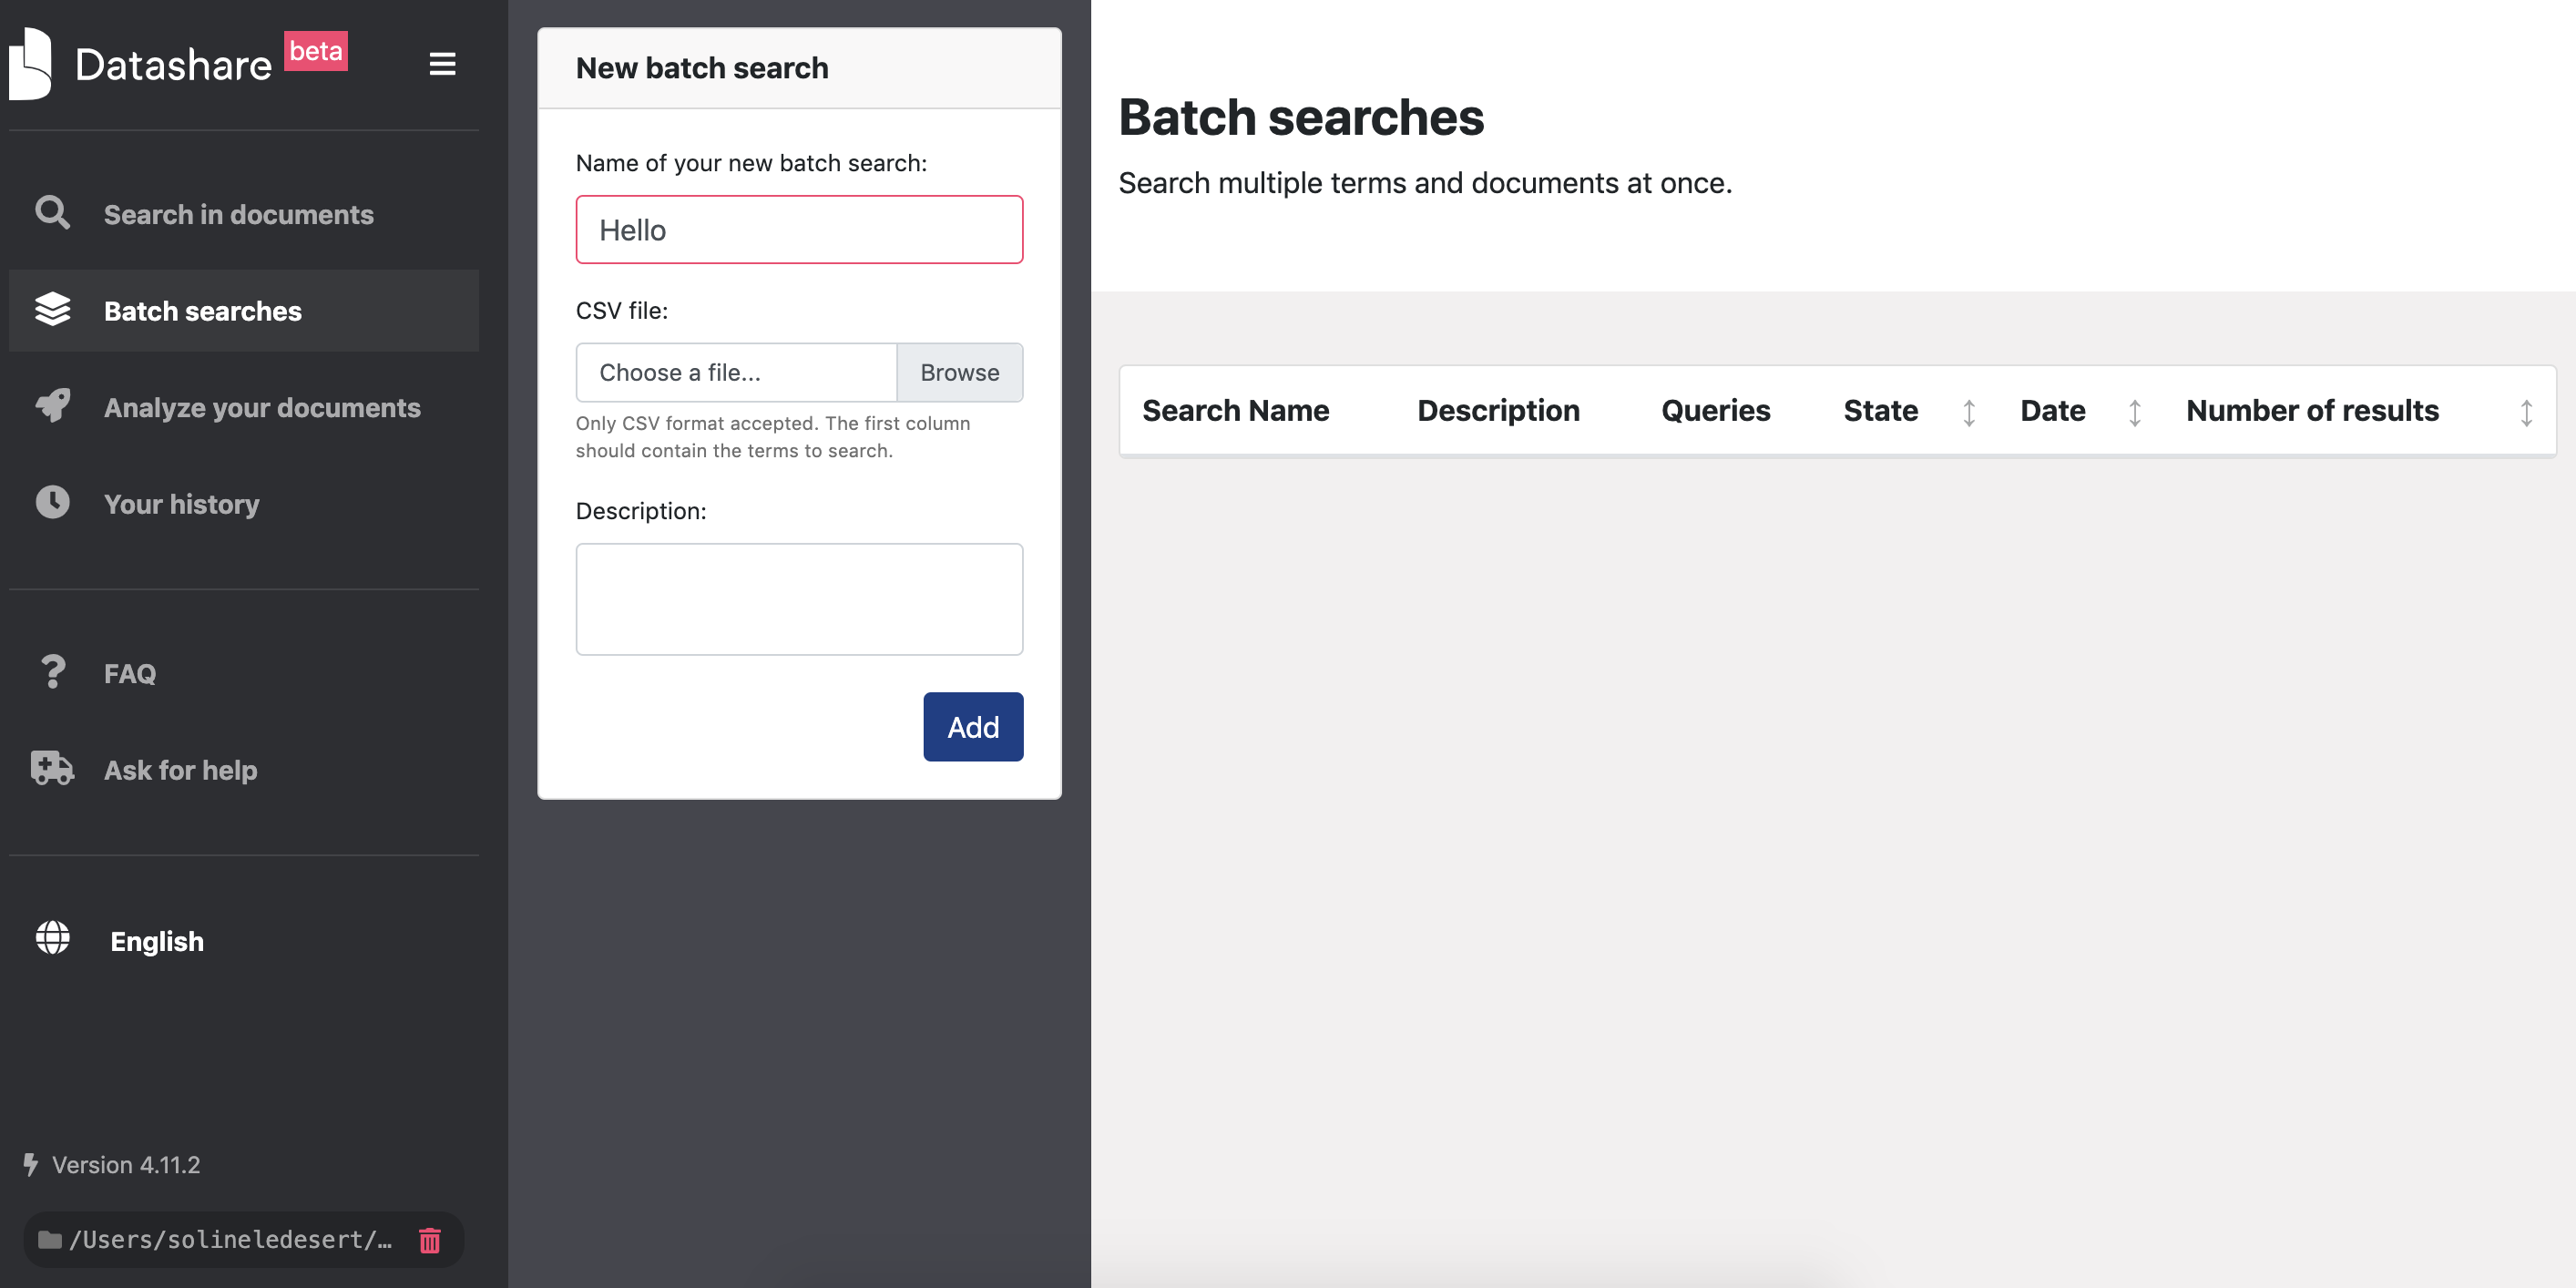 Datashare beta
Search in documents
Batch searches
Analyze your documents
Your history
FAQ
Ask for help
English
Version 4.11.2
/Users/solineledesert/…
New batch search
Name of your new batch search:
Hello
CSV file:
Choose a file...
Browse
Only CSV format accepted. The first column
should contain the terms to search.
Description:
Add
Batch searches
Search multiple terms and documents at once.
Search Name Description Queries State Date Number of results